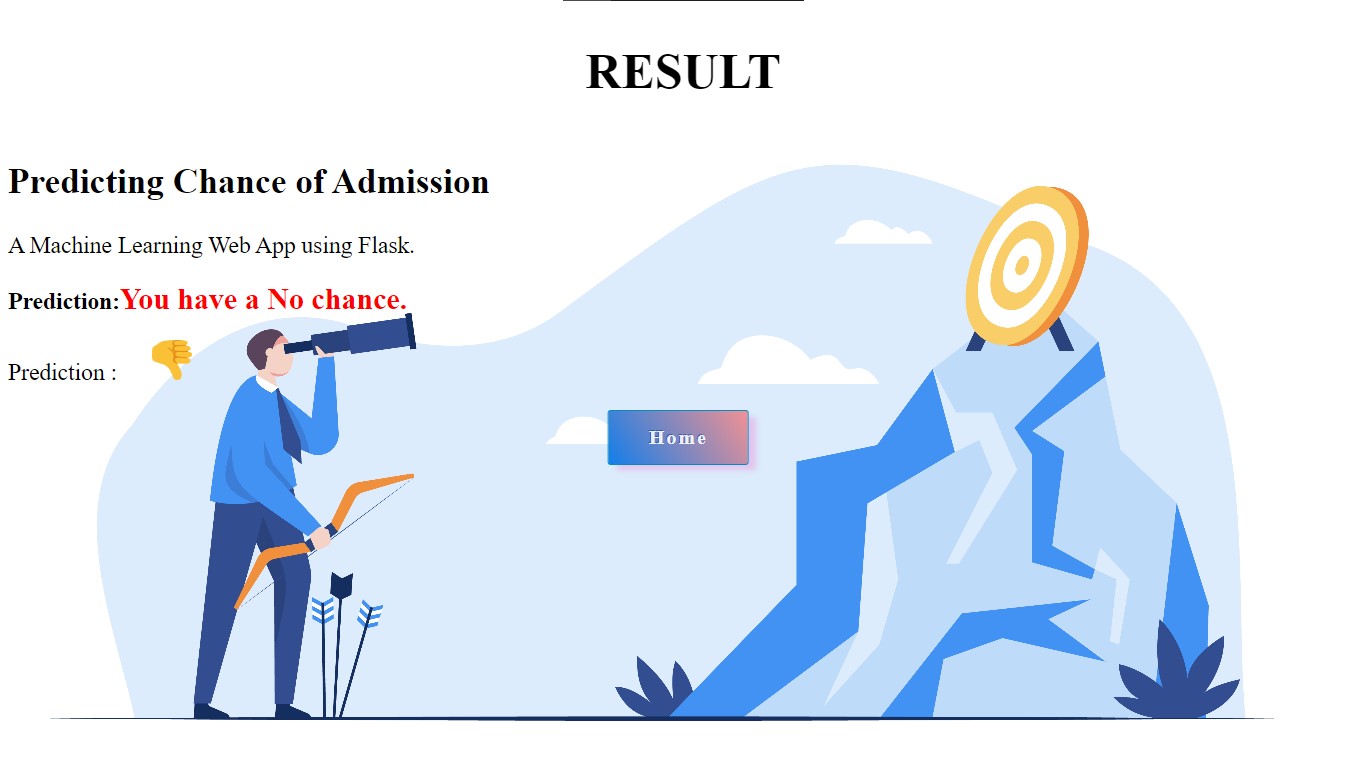 RESULT
Predicting Chance of Admission
A Machine Learning Web App using Flask.
Prediction:You have a No chance.
Prediction :
Home